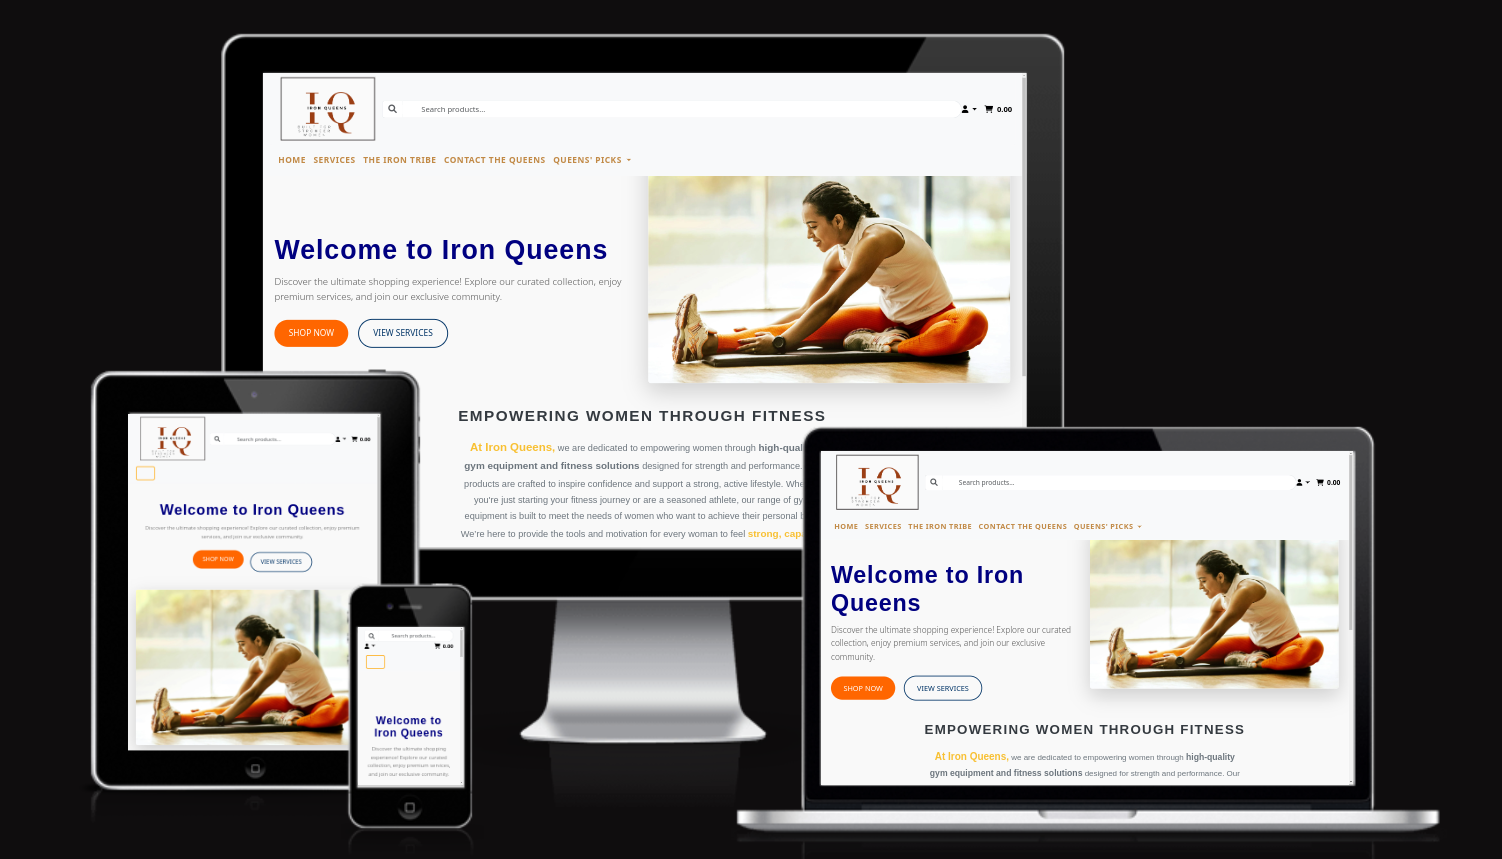 IQ
IRON QUEENS
BUILT FOR
STRONGER
WOMEN
Search products...
0.00
HOME SERVICES THE IRON TRIBE CONTACT THE QUEENS QUEENS' PICKS
Welcome to Iron Queens
Discover the ultimate shopping experience! Explore our curated collection, enjoy
premium services, and join our exclusive community.
SHOP NOW VIEW SERVICES
EMPOWERING WOMEN THROUGH FITNESS
At Iron Queens, we are dedicated to empowering women through high-qual
gym equipment and fitness solutions designed for strength and performance.
products are crafted to inspire confidence and support a strong, active lifestyle. Whe
you're just starting your fitness journey or are a seasoned athlete, our range of gy
equipment is built to meet the needs of women who want to achieve their personal b
We're here to provide the tools and motivation for every woman to feel strong, cap
IQ
IRON QUEENS
Search products...
0.00
Welcome to Iron Queens
Discover the ultimate shopping experience! Explore our curated collection, enjoy premium
services, and join our exclusive community.
SHOP NOW VIEW SERVICES
Search products...
0.00
Welcome to
Iron Queens
Discover the ultimate shopping
experience! Explore our curated
collection, enjoy premium services,
and join our exclusive community.
IQ
IRON QUEENS
BUILT FOR
STRONGER
WOMEN
Search products...
0.00
HOME SERVICES THE IRON TRIBE CONTACT THE QUEENS QUEENS' PICKS
Welcome to Iron
Queens
Discover the ultimate shopping experience! Explore our curated
collection, enjoy premium services, and join our exclusive
community.
SHOP NOW VIEW SERVICES
EMPOWERING WOMEN THROUGH FITNESS
At Iron Queens, we are dedicated to empowering women through high-quality
gym equipment and fitness solutions designed for strength and performance. Our